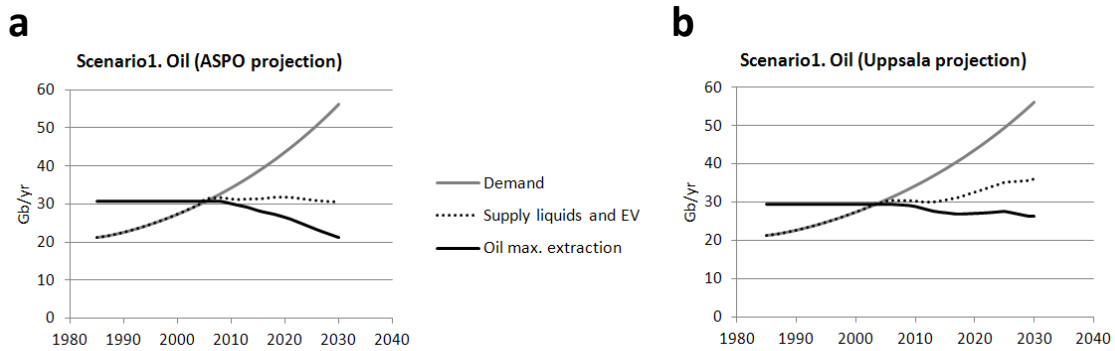 a
Scenario1. Oil (ASPO projection)
Gb/yr
60
50
40
30
20
10
0
1980 1990 2000 2010 2020 2030 2040
Demand
Supply liquids and EV
Oil max. extraction
b
Scenario1. Oil (Uppsala projection)
Gb/yr
60
50
40
30
20
10
0
1980 1990 2000 2010 2020 2030 2040